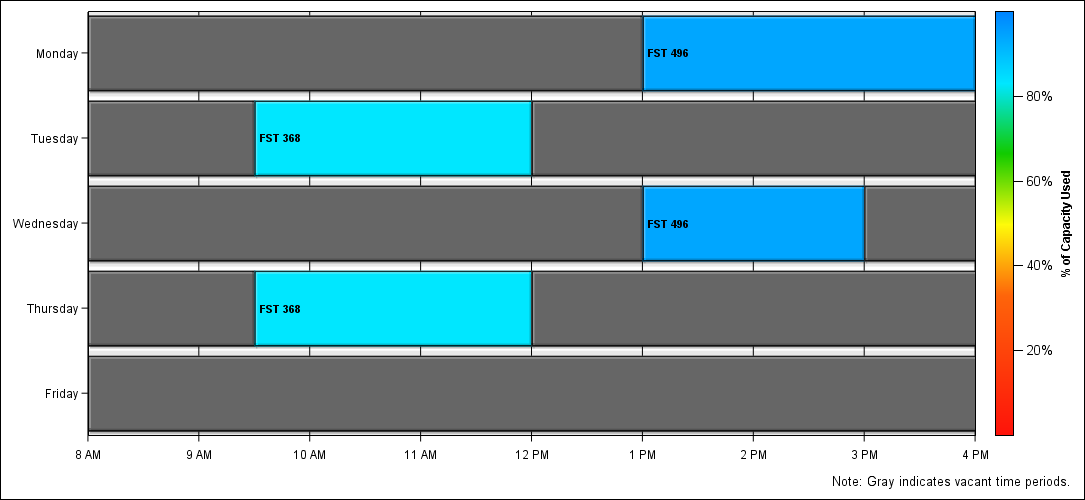 Monday
FST 496
Tuesday
FST 368
Wednesday
FST 496
Thursday
FST 368
Friday
8 AM 9 AM 10 AM 11 AM 12 PM 1 PM 2 PM 3 PM 4 PM
80%
60%
40%
20%
% of Capacity Used
Note: Gray indicates vacant time periods.